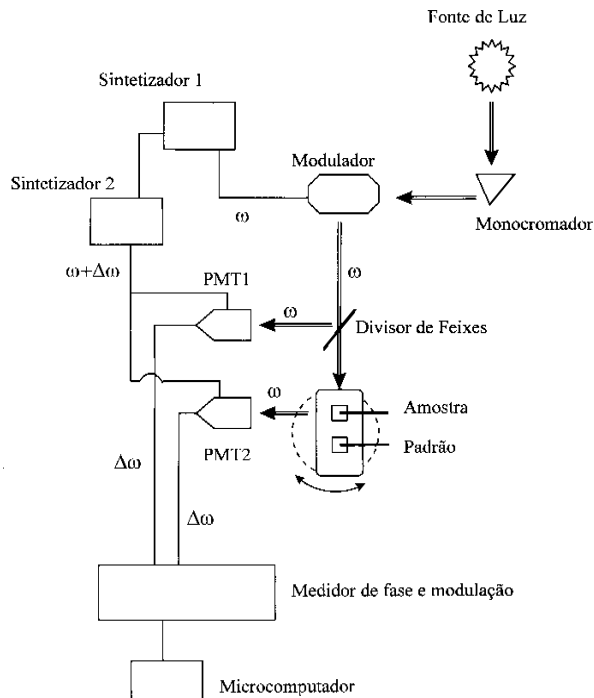 Fonte de Luz
Sintetizador 1
Modulador
Sintetizador 2
Monocromador
ω
ω
ω+Δω
PMT1
ω
Divisor de Feixes
ω
Amostra
Padrão
PMT2
Δω
Δω
Medidor de fase e modulação
Microcomputador